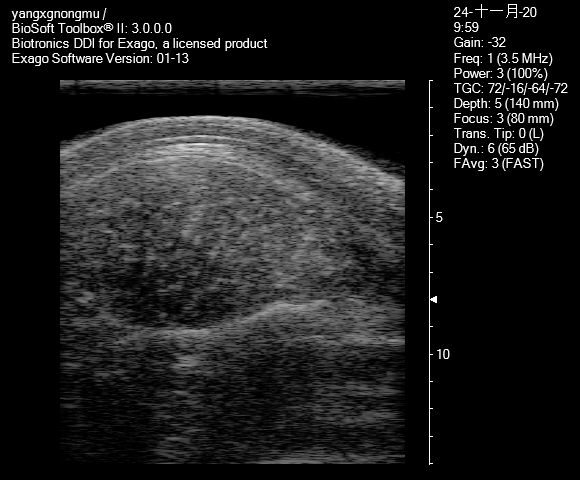 yangxgnongmu /
BioSoft Toolbox® II: 3.0.0.0
Biotronics DDI for Exago, a licensed product
Exago Software Version: 01-13
24-十一月-20
9:59
Gain: -32
Freq: 1 (3.5 MHz)
Power: 3 (100%)
TGC: 72/-16/-64/-72
Depth: 5 (140 mm)
Focus: 3 (80 mm)
Trans. Tip: 0 (L)
Dyn.: 6 (65 dB)
FAvg: 3 (FAST)
5
10